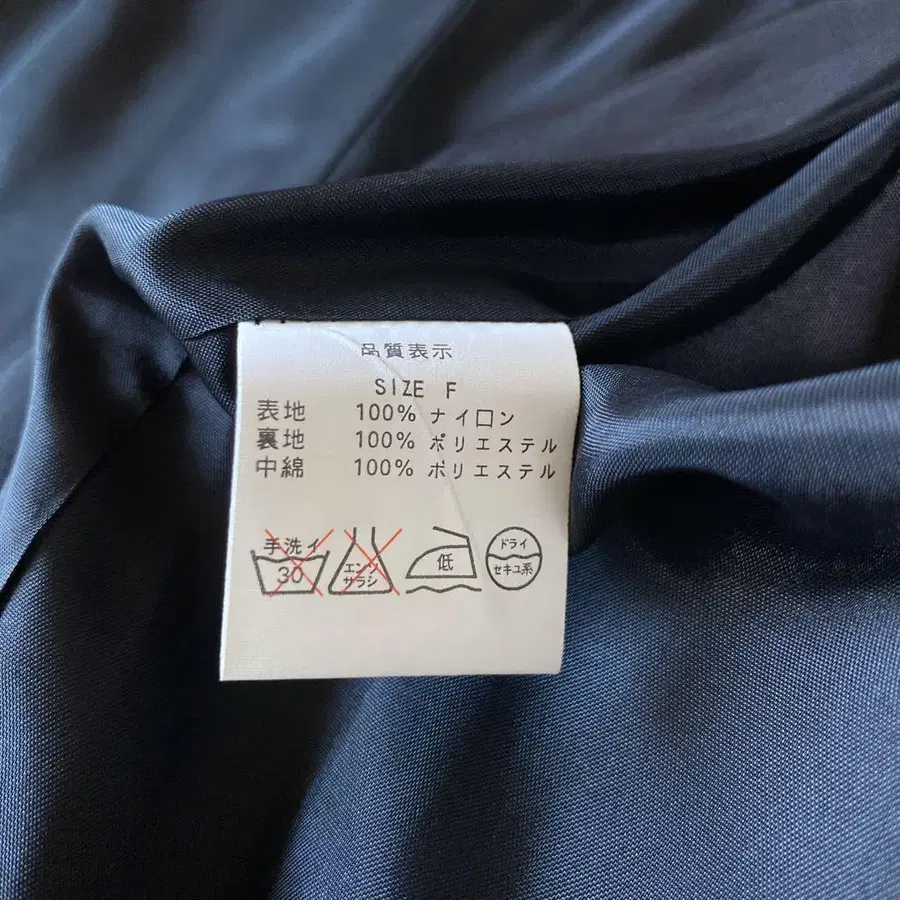 品質表示
SIZE F
表地 100% ナイロン
裏地 100% ポリエステル
中綿 100% ポリエステル
手洗イ
30
エンソ
サラシ
低
ドライ
セキユ系